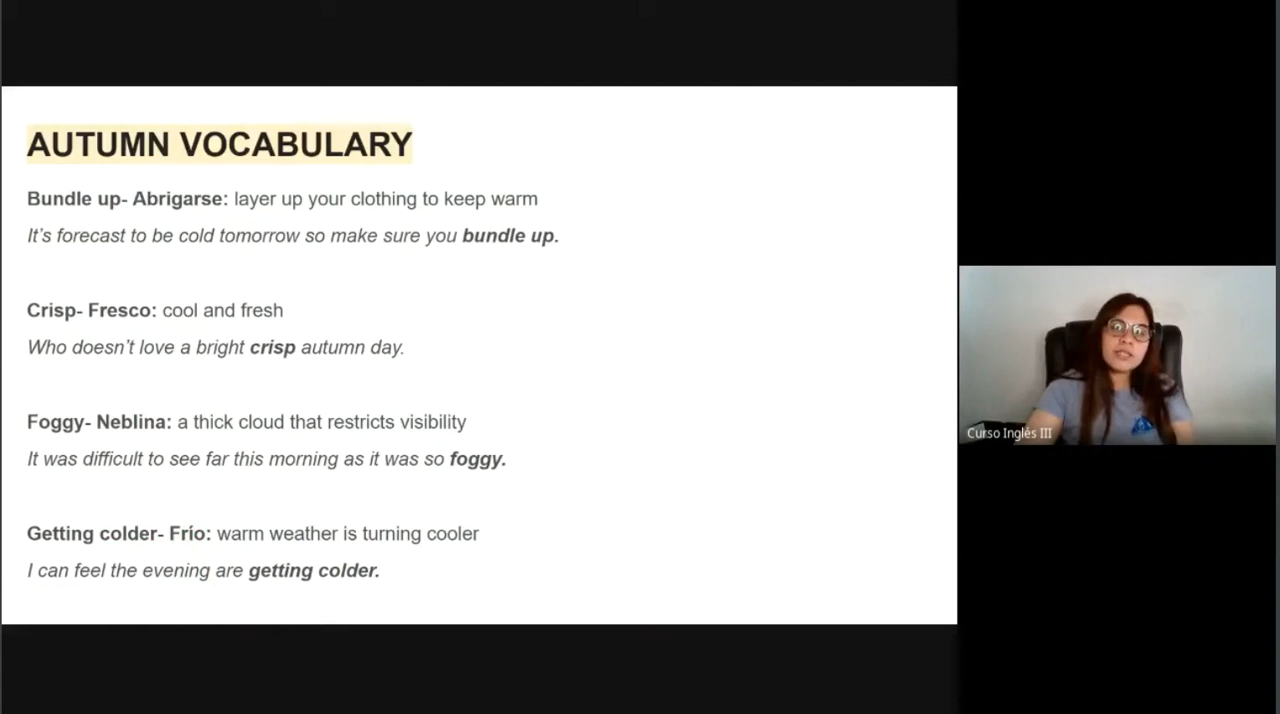 AUTUMN VOCABULARY
Bundle up- Abrigarse: layer up your clothing to keep warm
It’s forecast to be cold tomorrow so make sure you bundle up.
Crisp- Fresco: cool and fresh
Who doesn’t love a bright crisp autumn day.
Foggy- Neblina: a thick cloud that restricts visibility
It was difficult to see far this morning as it was so foggy.
Getting colder- Frío: warm weather is turning cooler
I can feel the evening are getting colder.
Curso Inglés III